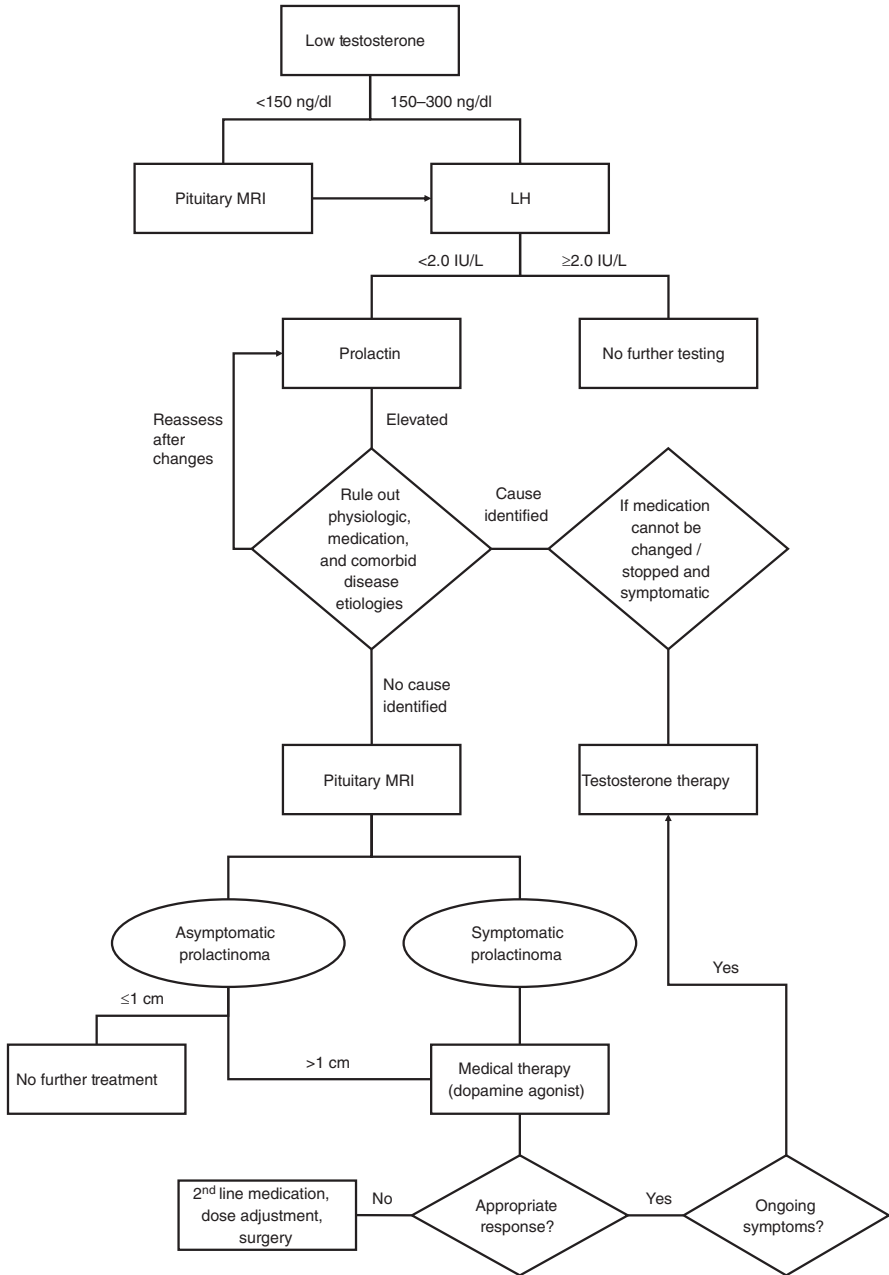 Low testosterone
<150 ng/dl
150–300 ng/dl
Pituitary MRI
LH
<2.0 IU/L
≥2.0 IU/L
Prolactin
No further testing
Reassess
after
changes
Elevated
Rule out
physiologic,
medication,
and comorbid
disease
etiologies
Cause
identified
If medication
cannot be
changed /
stopped and
symptomatic
No cause
identified
Pituitary MRI
Testosterone therapy
Asymptomatic
prolactinoma
Symptomatic
prolactinoma
Yes
≤1 cm
>1 cm
No further treatment
Medical therapy
(dopamine agonist)
2nd line medication,
dose adjustment,
surgery
No
Appropriate
response?
Yes
Ongoing
symptoms?